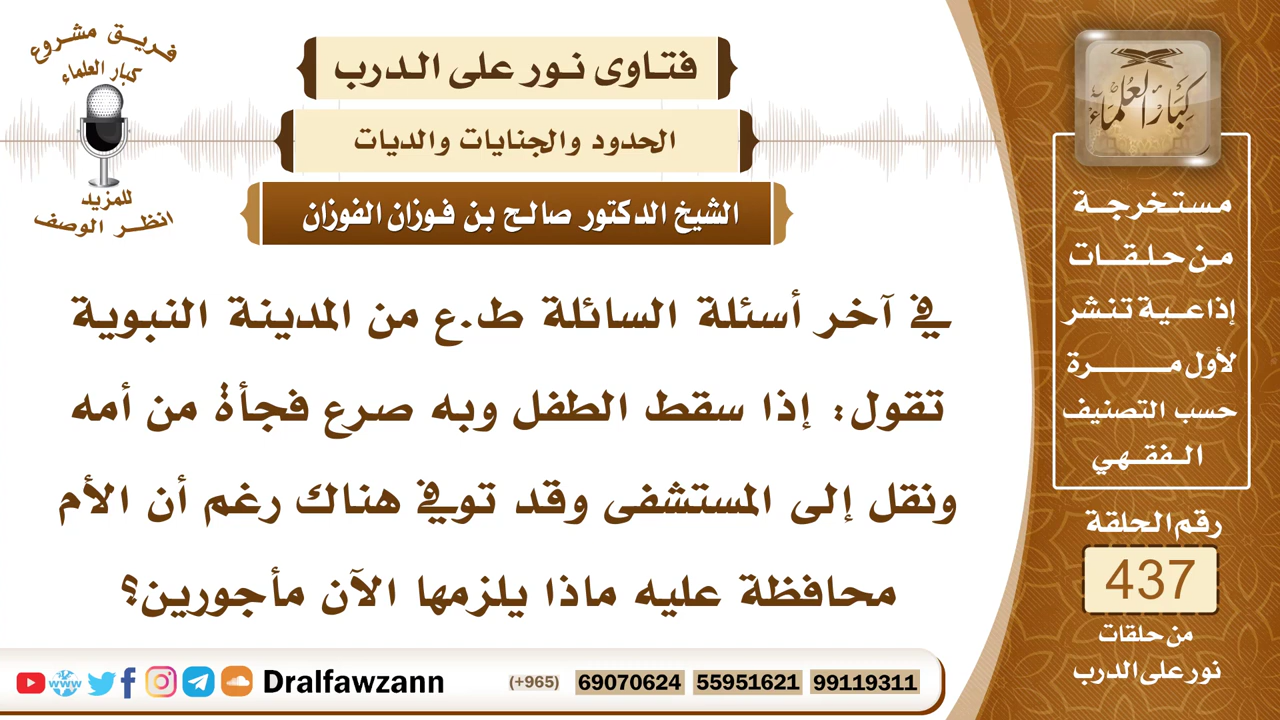 فريق مشروع
كبار العلماء
للمزيد
انظر الوصف
فتاوى نور على الدرب
الحدود والجنايات والديات
الشيخ الدكتور صالح بن فوزان الفوزان
في آخر أسئلة السائلة ط.ع من المدينة النبوية
تقول: إذا سقط الطفل وبه صرع فجأة من أمه
ونقل إلى المستشفى وقد توفي هناك رغم أن الأم
محافظة عليه ماذا يلزمها الآن مأجورين؟
كبار العلماء
مستخرجة
من حلقات
إذاعية تنشر
لأول مرة
حسب التصنيف
الفقهي
رقم الحلقة
437
من حلقات
نور على الدرب
www
Dralfawzann (+965) 69070624 55951621 99119311